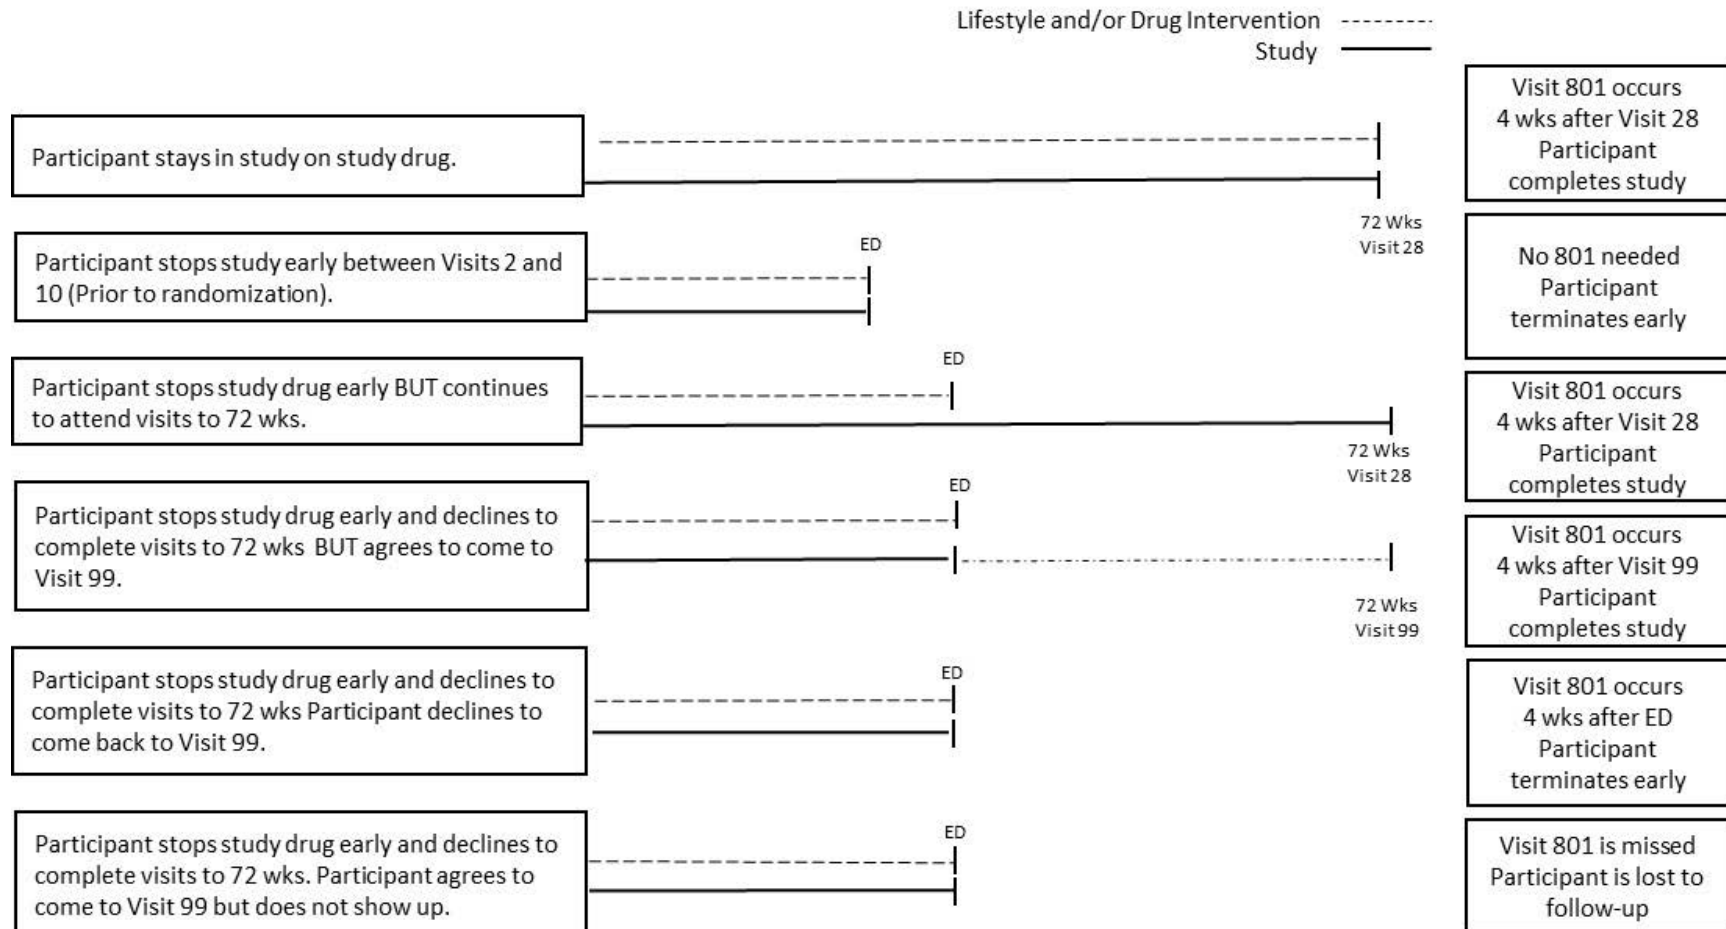 Lifestyle and/or Drug Intervention
Study
Participant stays in study on study drug.
Visit 801 occurs
4 wks after Visit 28
Participant
completes study
72 Wks
Visit 28
Participant stops study early between Visits 2 and
10 (Prior to randomization).
ED
No 801 needed
Participant
terminates early
Participant stops study drug early BUT continues
to attend visits to 72 wks.
ED
72 Wks
Visit 28
Visit 801 occurs
4 wks after Visit 28
Participant
completes study
Participant stops study drug early and declines to
complete visits to 72 wks BUT agrees to come to
Visit 99.
ED
72 Wks
Visit 99
Visit 801 occurs
4 wks after Visit 99
Participant
completes study
Participant stops study drug early and declines to
complete visits to 72 wks Participant declines to
come back to Visit 99.
ED
Visit 801 occurs
4 wks after ED
Participant
terminates early
Participant stops study drug early and declines to
complete visits to 72 wks. Participant agrees to
come to Visit 99 but does not show up.
ED
Visit 801 is missed
Participant is lost to
follow-up